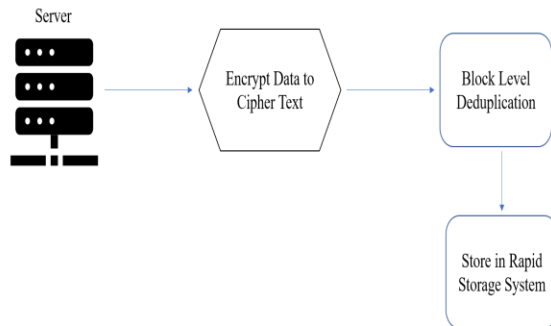 Server
Encrypt Data to
Cipher Text
Block Level
Deduplication
Store in Rapid
Storage System